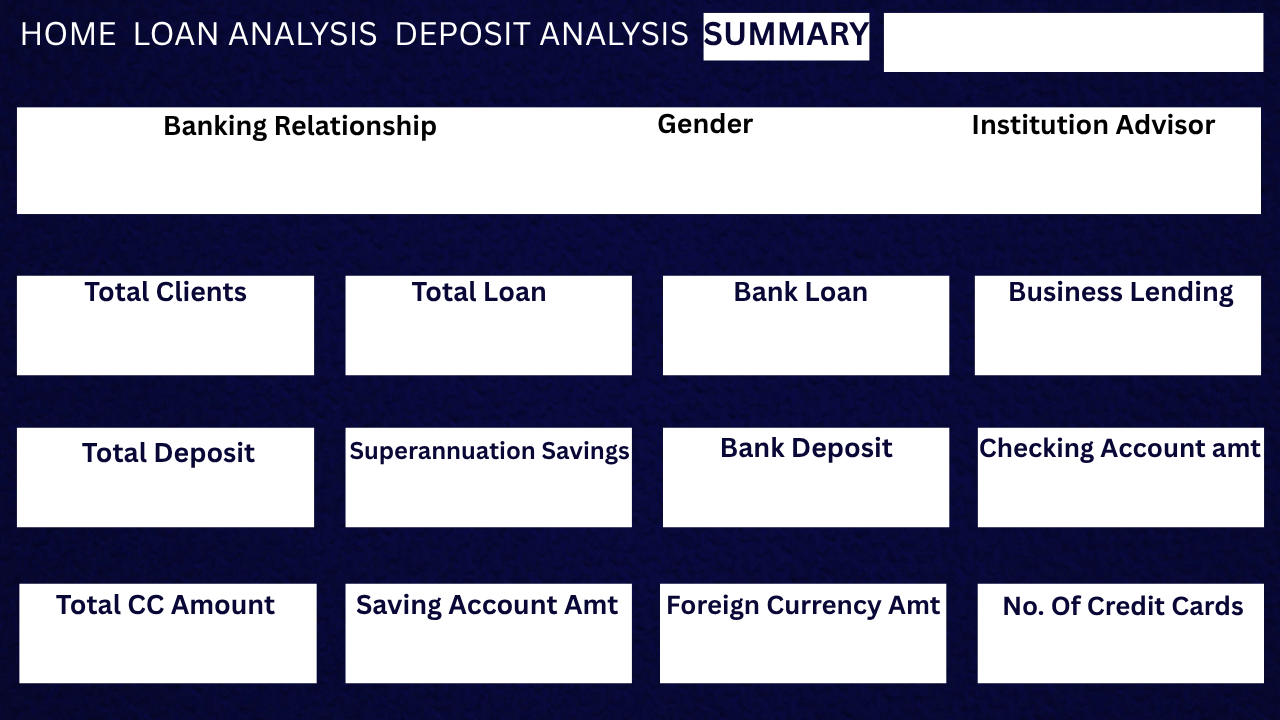 HOME LOAN ANALYSIS DEPOSIT ANALYSIS SUMMARY
Banking Relationship Gender Institution Advisor
Total Clients Total Loan Bank Loan Business Lending
Total Deposit Superannuation Savings Bank Deposit Checking Account amt
Total CC Amount Saving Account Amt Foreign Currency Amt No. Of Credit Cards